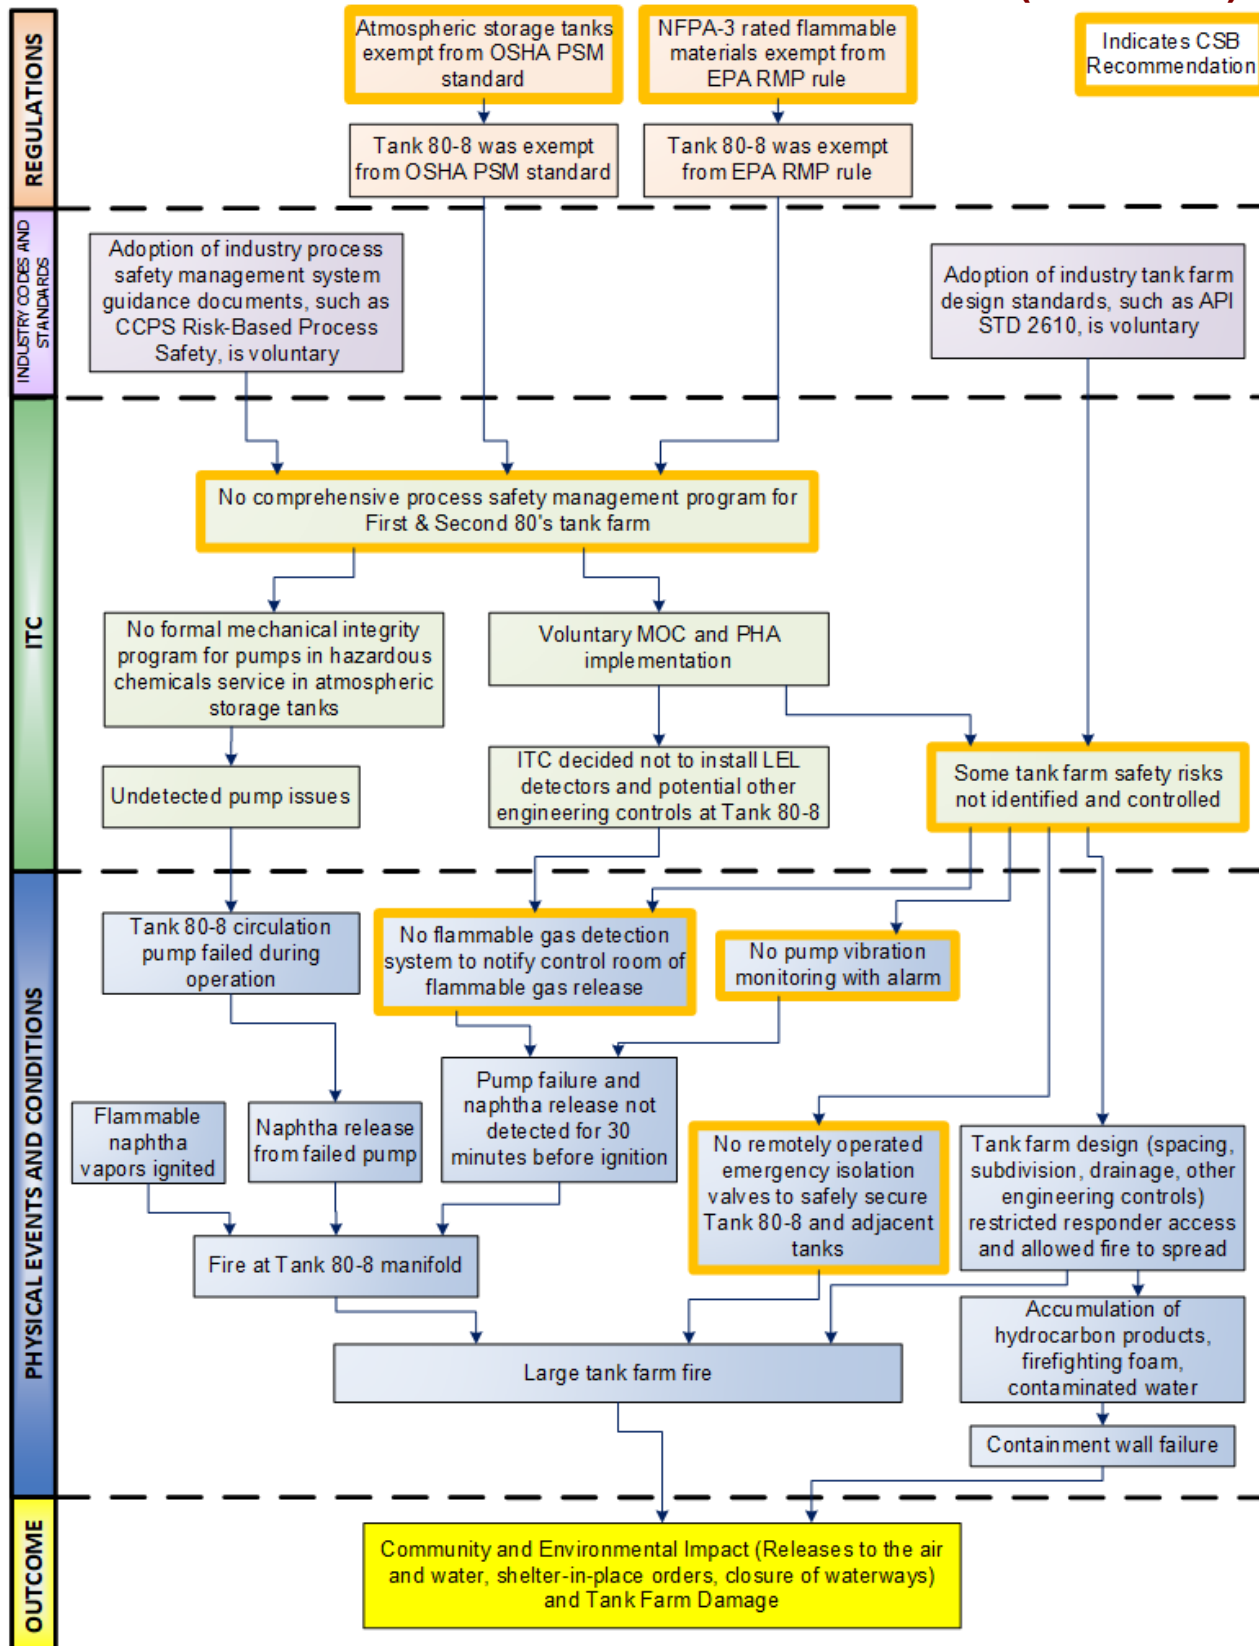 Atmospheric storage tanks
exempt from OSHA PSM
standard
NFPA-3 rated flammable
materials exempt from
EPA RMP rule
Indicates CSB
Recommendation
REGULATIONS
Tank 80-8 was exempt
from OSHA PSM standard
Tank 80-8 was exempt
from EPA RMP rule
INDUSTRY CODES AND
STANDARDS
Adoption of industry process
safety management system
guidance documents, such as
CCPS Risk-Based Process
Safety, is voluntary
Adoption of industry tank farm
design standards, such as API
STD 2610, is voluntary
ITC
No comprehensive process safety management program for
First & Second 80's tank farm
No formal mechanical integrity
program for pumps in hazardous
chemicals service in atmospheric
storage tanks
Voluntary MOC and PHA
implementation
Undetected pump issues
ITC decided not to install LEL
detectors and potential other
engineering controls at Tank 80-8
Some tank farm safety risks
not identified and controlled
PHYSICAL EVENTS AND CONDITIONS
Tank 80-8 circulation
pump failed during
operation
No flammable gas detection
system to notify control room of
flammable gas release
No pump vibration
monitoring with alarm
Flammable
naphtha
vapors ignited
Naphtha release
from failed pump
Pump failure and
naphtha release not
detected for 30
minutes before ignition
No remotely operated
emergency isolation
valves to safely secure
Tank 80-8 and adjacent
tanks
Tank farm design (spacing,
subdivision, drainage, other
engineering controls)
restricted responder access
and allowed fire to spread
Fire at Tank 80-8 manifold
Large tank farm fire
Accumulation of
hydrocarbon products,
firefighting foam,
contaminated water
Containment wall failure
OUTCOME
Community and Environmental Impact (Releases to the air
and water, shelter-in-place orders, closure of waterways)
and Tank Farm Damage